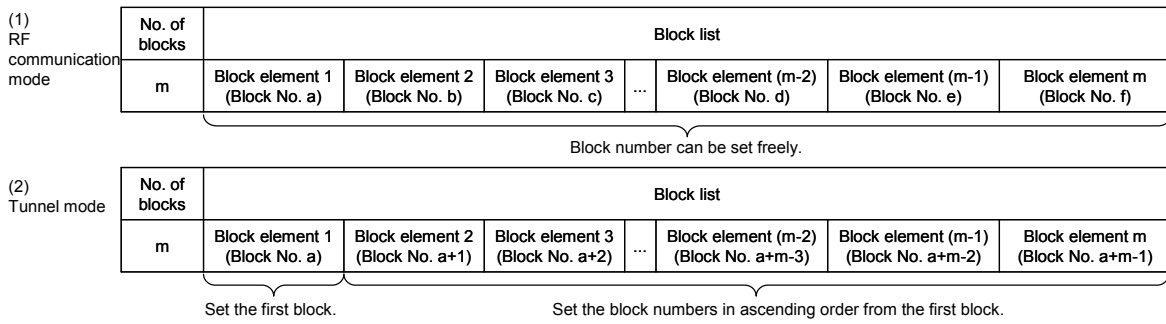 (1)
RF
communication
mode
No. of
blocks
Block list
m
Block element 1
(Block No. a)
Block element 2
(Block No. b)
Block element 3
(Block No. c)
...
Block element (m-2)
(Block No. d)
Block element (m-1)
(Block No. e)
Block element m
(Block No. f)
Block number can be set freely.
(2)
Tunnel mode
No. of
blocks
Block list
m
Block element 1
(Block No. a)
Block element 2
(Block No. a+1)
Block element 3
(Block No. a+2)
...
Block element (m-2)
(Block No. a+m-3)
Block element (m-1)
(Block No. a+m-2)
Block element m
(Block No. a+m-1)
Set the first block.
Set the block numbers in ascending order from the first block.